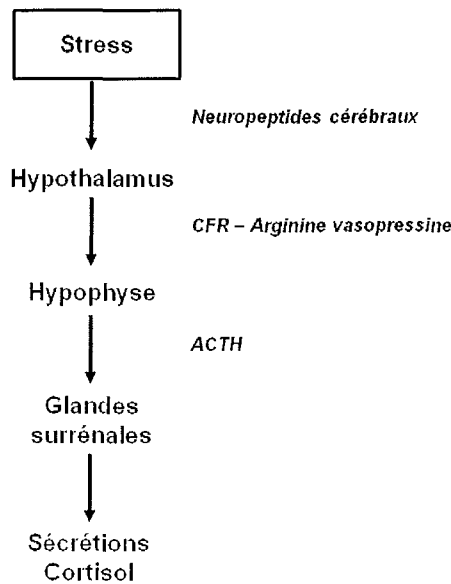 Stress
Neuropeptides cérébraux
Hypothalamus
CFR – Arginine vasopressine
Hypophyse
ACTH
Glandes
surrénales
Sécrétions
Cortisol